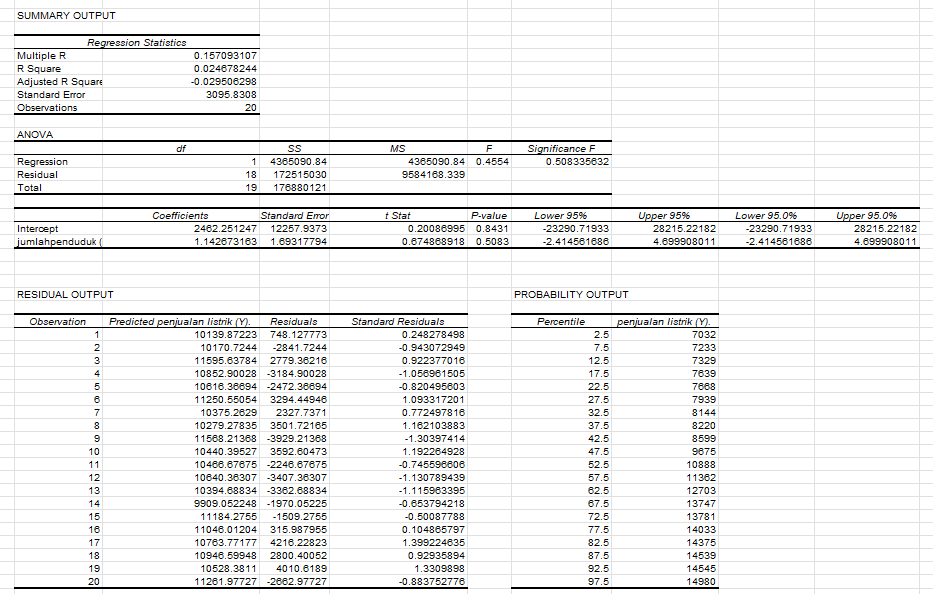 SUMMARY OUTPUT
Regression Statistics
Multiple R 0.157093107
R Square 0.024678244
Adjusted R Square -0.029506298
Standard Error 3095.8308
Observations 20
ANOVA
df SS MS F Significance F
Regression 1 4365090.84 4365090.84 0.4554 0.508335632
Residual 18 172515030 9584168.339
Total 19 176880121
Coefficients Standard Error t Stat P-value Lower 95% Upper 95% Lower 95.0% Upper 95.0%
Intercept 2462.251247 12257.9373 0.20086995 0.8431 -23290.71933 28215.22182 -23290.71933 28215.22182
jumlahpenduduk ( 1.142673163 1.69317794 0.674868918 0.5083 -2.414561686 4.699908011 -2.414561686 4.699908011
RESIDUAL OUTPUT PROBABILITY OUTPUT
Observation Predicted penjualan listrik (Y). Residuals Standard Residuals Percentile penjualan listrik (Y).
1 10139.87223 748.127773 0.248278498 2.5 7032
2 10170.7244 -2841.7244 -0.943072949 7.5 7233
3 11595.63784 2779.36216 0.922377016 12.5 7329
4 10852.90028 -3184.90028 -1.056961505 17.5 7639
5 10616.36694 -2472.36694 -0.820495603 22.5 7668
6 11250.55054 3294.44946 1.093317201 27.5 7939
7 10375.2629 2327.7371 0.772497816 32.5 8144
8 10279.27835 3501.72165 1.162103883 37.5 8220
9 11568.21368 -3929.21368 -1.30397414 42.5 8599
10 10440.39527 3592.60473 1.192264928 47.5 9675
11 10466.67675 -2246.67675 -0.745596606 52.5 10888
12 10640.36307 -3407.36307 -1.130789439 57.5 11362
13 10394.68834 -3362.68834 -1.115963395 62.5 12703
14 9909.052248 -1970.05225 -0.653794218 67.5 13747
15 11184.2755 -1509.2755 -0.50087788 72.5 13781
16 11046.01204 315.987955 0.104865797 77.5 14033
17 10763.77177 4216.22823 1.399224635 82.5 14375
18 10946.59948 2800.40052 0.92935894 87.5 14539
19 10528.3811 4010.6189 1.3309898 92.5 14545
20 11261.97727 -2662.97727 -0.883752776 97.5 14980